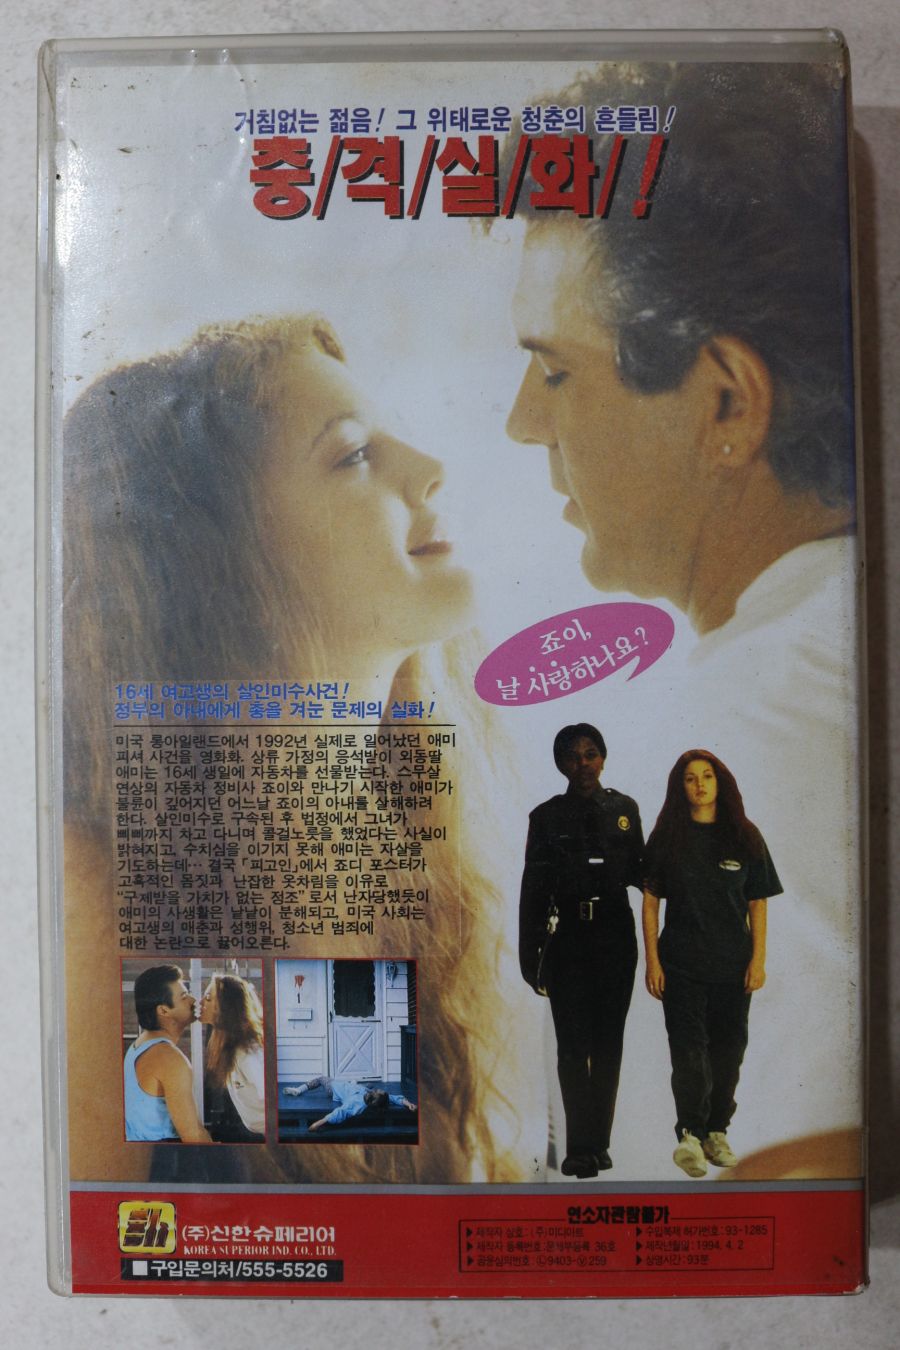 거침없는 젊음! 그 위태로운 청춘의 흔들림!
충/격/실/화/!
죠이,
날 사랑하나요?
16세 여고생의 살인미수사건!
정부의 아내에게 총을 겨눈 문제의 실화!
미국 롱아일랜드에서 1992년 실제로 일어났던 애미
피셔 사건을 영화화. 상류 가정의 응석받이 외동딸
애미는 16세 생일에 자동차를 선물받는다. 스무살
연상의 자동차 정비사 죠이와 만나기 시작한 애미가
불륜이 깊어지던 어느날 죠이의 아내를 살해하려
한다. 살인미수로 구속된 후 법정에서 그녀가
삐삐까지 차고 다니며 콜걸노릇을 했었다는 사실이
밝혀지고, 수치심을 이기지 못해 애미는 자살을
기도하는데… 결국 「피고인」에서 죠디 포스터가
고혹적인 몸짓과 난잡한 옷차림을 이유로
“구제받을 가치가 없는 정조”로서 난자당했듯이
애미의 사생활은 낱낱이 분해되고, 미국 사회는
여고생의 매춘과 성행위, 청소년 범죄에
대한 논란으로 끓어오른다.
1
(주)신한슈페리어
KOREA SUPERIOR IND. CO., LTD.
■구입문의처/555-5526
연소자관람불가
▶제작자 상호:(주)미디아트 ▶수입복제 허가번호:93-1285
▶제작자 등록번호:문체부등록 36호 ▶제작년월일:1994. 4. 2
▶공윤심의번호:Ⓛ9403-Ⓥ259 ▶상영시간:93분